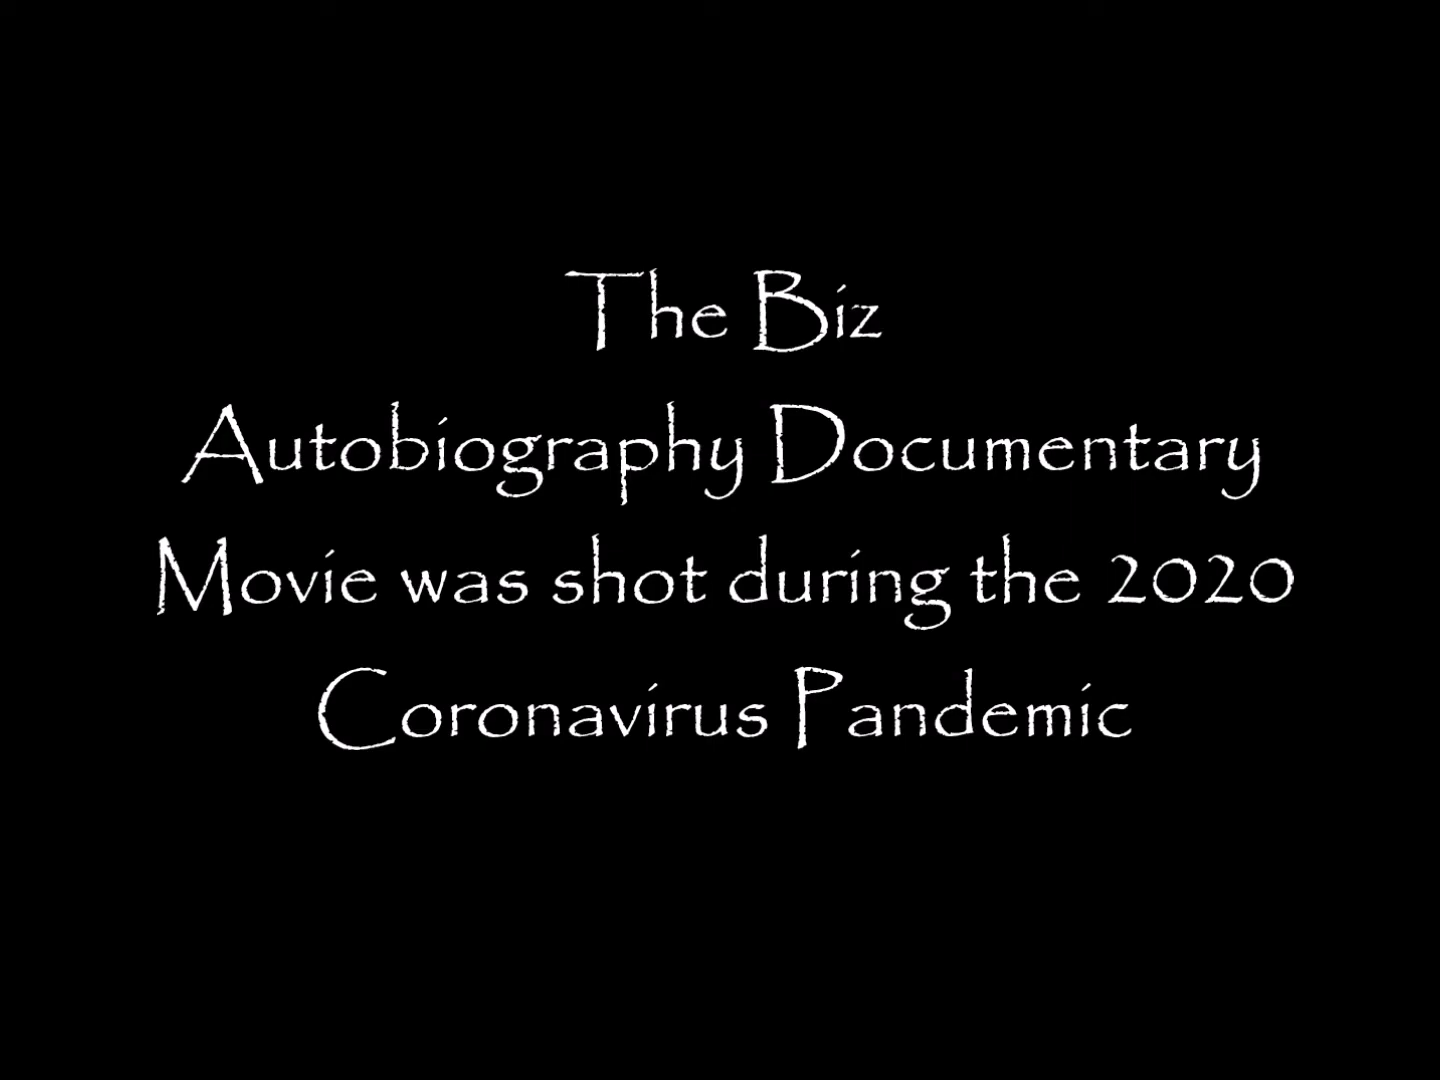 The Biz
Autobiography Documentary
Movie was shot during the 2020
Coronavirus Pandemic